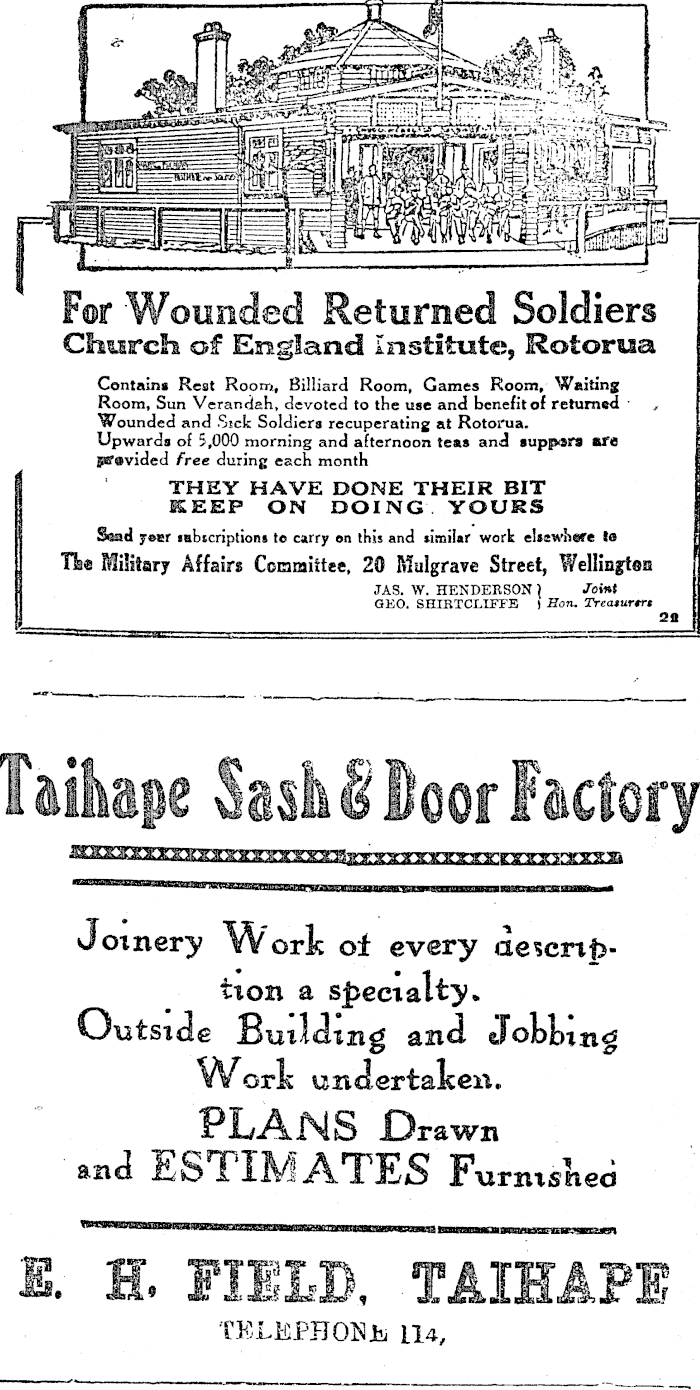 For Wounded Returned Soldiers
Church of England Institute, Rotorua
Contains Rest Room, Billiard Room, Games Room, Waiting
Room, Sun Verandah, devoted to the use and benefit of returned
Wounded and Sick Soldiers recuperating at Rotorua.
Upwards of 5,000 morning and afternoon teas and suppers are
provided free during each month
THEY HAVE DONE THEIR BIT
KEEP ON DOING YOURS
Send your subscriptions to carry on this and similar work elsewhere to
The Military Affairs Committee, 20 Mulgrave Street, Wellington
JAS. W. HENDERSON } Joint
GEO. SHIRTCLIFFE } Hon. Treasurers
Taihape Sash & Door Factory
Joinery Work of every descrip-
tion a specialty.
Outside Building and Jobbing
Work undertaken.
PLANS Drawn
and ESTIMATES Furnished
E. H. FIELD, TAIHAPE
TELEPHONE 114,